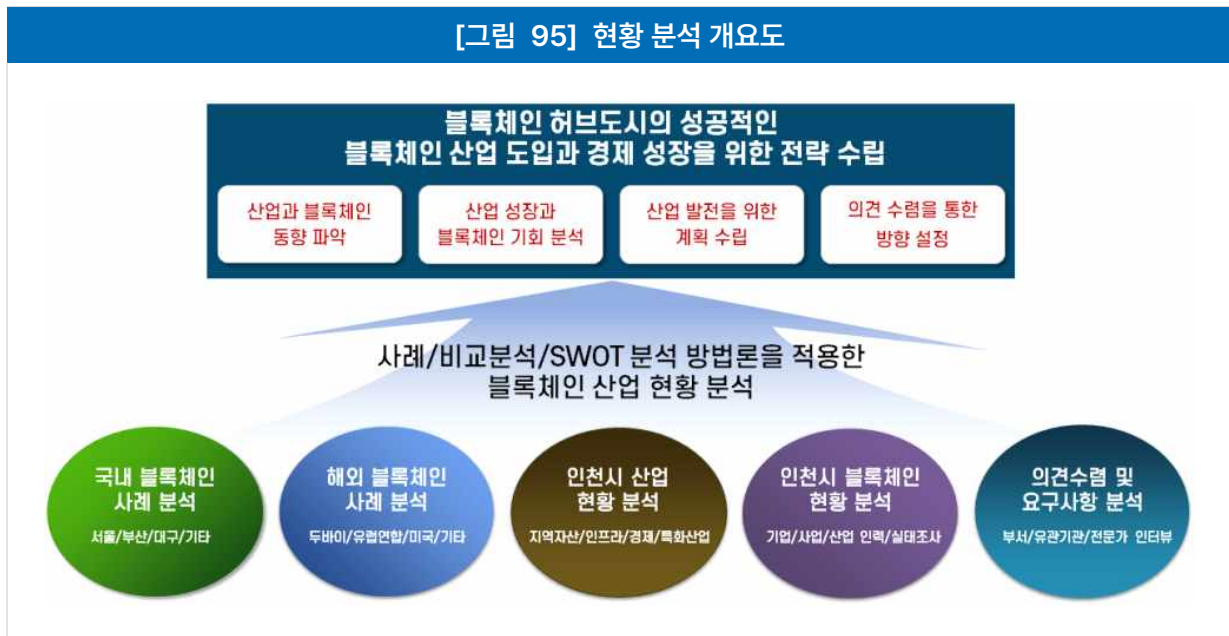 [그림 95] 현황 분석 개요도
블록체인 허브도시의 성공적인
블록체인 산업 도입과 경제 성장을 위한 전략 수립
산업과 블록체인
동향 파악
산업 성장과
블록체인 기회 분석
산업 발전을 위한
계획 수립
의견 수렴을 통한
방향 설정
사례/비교분석/SWOT 분석 방법론을 적용한
블록체인 산업 현황 분석
국내 블록체인
사례 분석
서울/부산/대구/기타
해외 블록체인
사례 분석
두바이/유럽연합/미국/기타
인천시 산업
현황 분석
지역자산/인프라/경제/특화산업
인천시 블록체인
현황 분석
기업/사업/산업 인력/실태조사
의견수렴 및
요구사항 분석
부서/유관기관/전문가 인터뷰